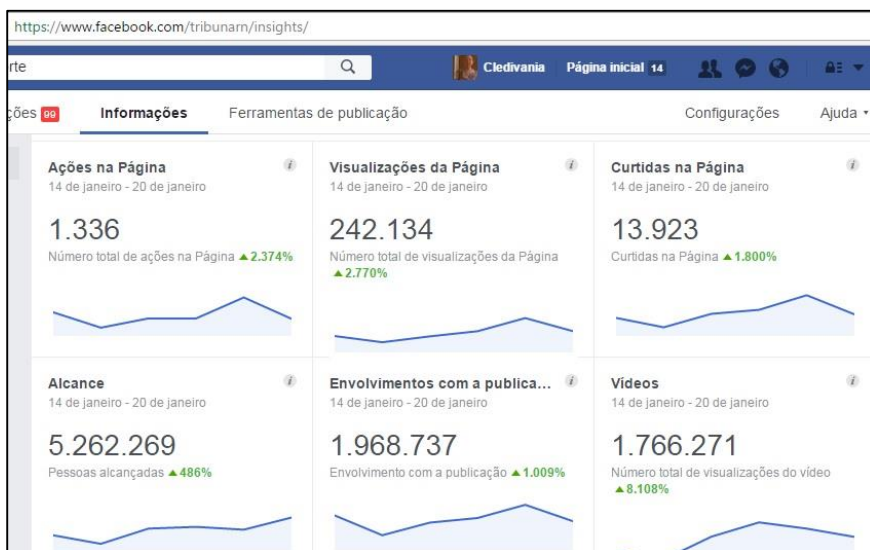 https://www.facebook.com/tribunarn/insights/
rte
Cledivania Página inicial 14
ções 99 Informações Ferramentas de publicação Configurações Ajuda
Ações na Página
14 de janeiro - 20 de janeiro
1.336
Número total de ações na Página ▲2.374%
Visualizações da Página
14 de janeiro - 20 de janeiro
242.134
Número total de visualizações da Página
▲2.770%
Curtidas na Página
14 de janeiro - 20 de janeiro
13.923
Curtidas na Página ▲1.800%
Alcance
14 de janeiro - 20 de janeiro
5.262.269
Pessoas alcançadas ▲486%
Envolvimentos com a publica...
14 de janeiro - 20 de janeiro
1.968.737
Envolvimento com a publicação ▲1.009%
Vídeos
14 de janeiro - 20 de janeiro
1.766.271
Número total de visualizações do vídeo
▲8.108%